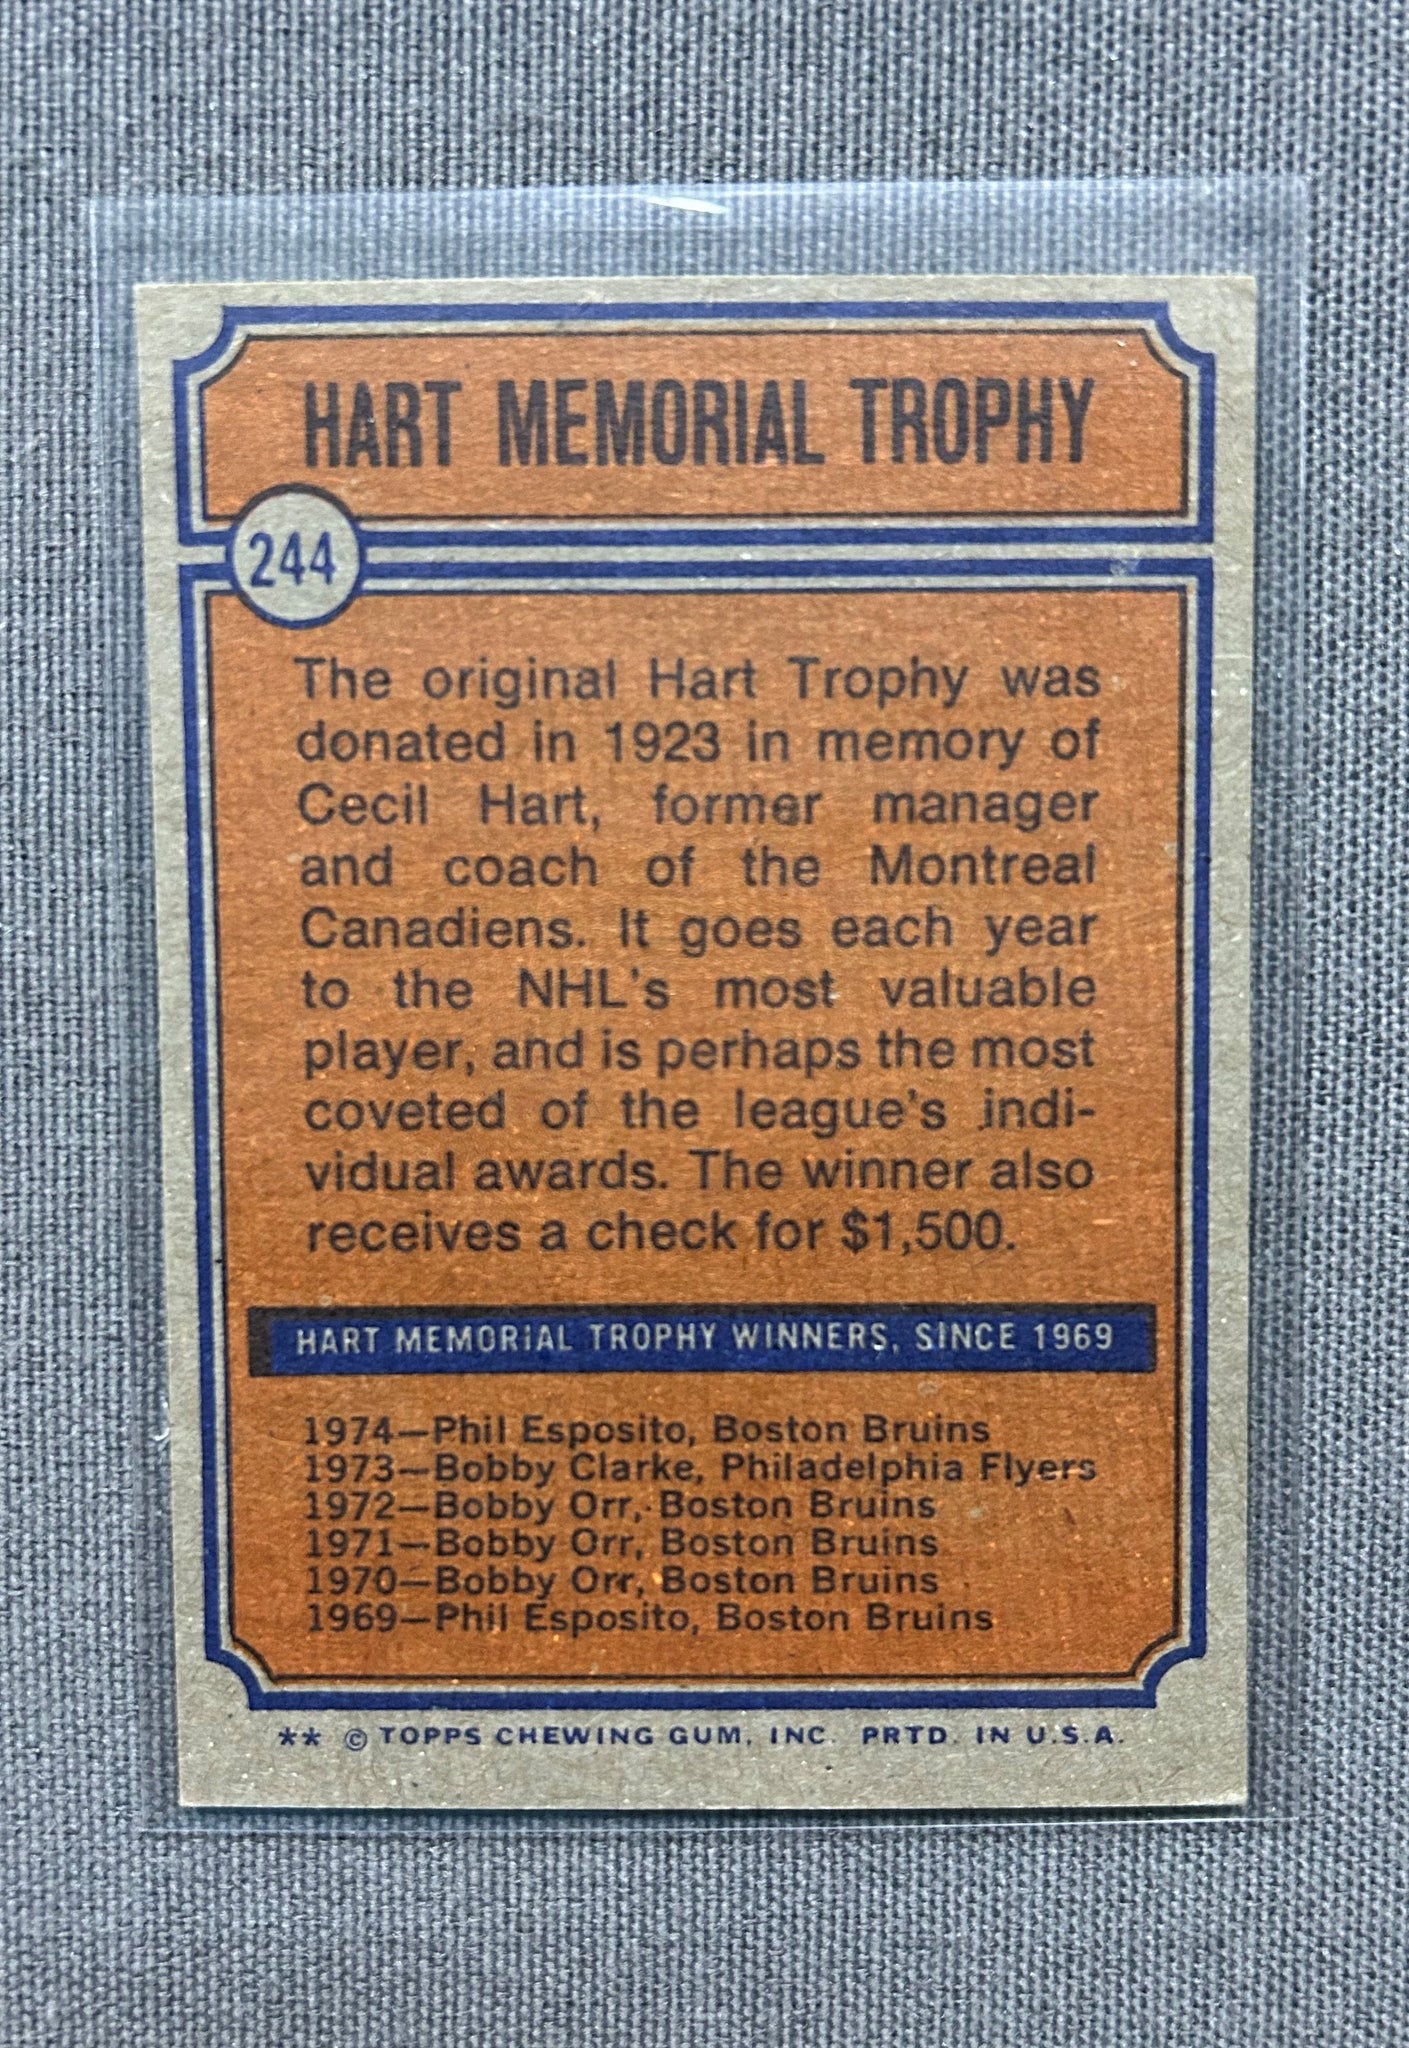 HART MEMORIAL TROPHY
244
The original Hart Trophy was
donated in 1923 in memory of
Cecil Hart, former manager
and coach of the Montreal
Canadiens. It goes each year
to the NHL's most valuable
player, and is perhaps the most
coveted of the league's indi-
vidual awards. The winner also
receives a check for $1,500.
HART MEMORIAL TROPHY WINNERS, SINCE 1969
1974—Phil Esposito, Boston Bruins
1973—Bobby Clarke, Philadelphia Flyers
1972—Bobby Orr, Boston Bruins
1971—Bobby Orr, Boston Bruins
1970—Bobby Orr, Boston Bruins
1969—Phil Esposito, Boston Bruins
** © TOPPS CHEWING GUM, INC. PRTD. IN U.S.A.